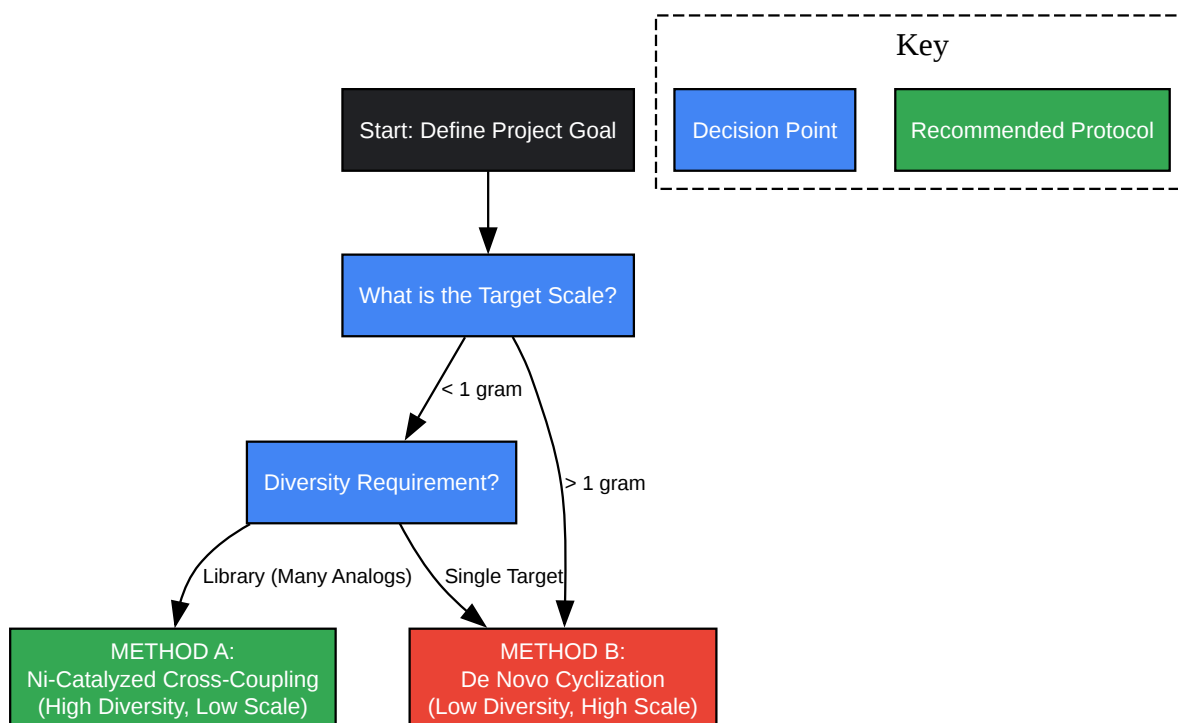 Key
Start: Define Project Goal
Decision Point
Recommended Protocol
What is the Target Scale?
< 1 gram
Diversity Requirement?
> 1 gram
Library (Many Analogs)
Single Target
METHOD A:
Ni-Catalyzed Cross-Coupling
(High Diversity, Low Scale)
METHOD B:
De Novo Cyclization
(Low Diversity, High Scale)